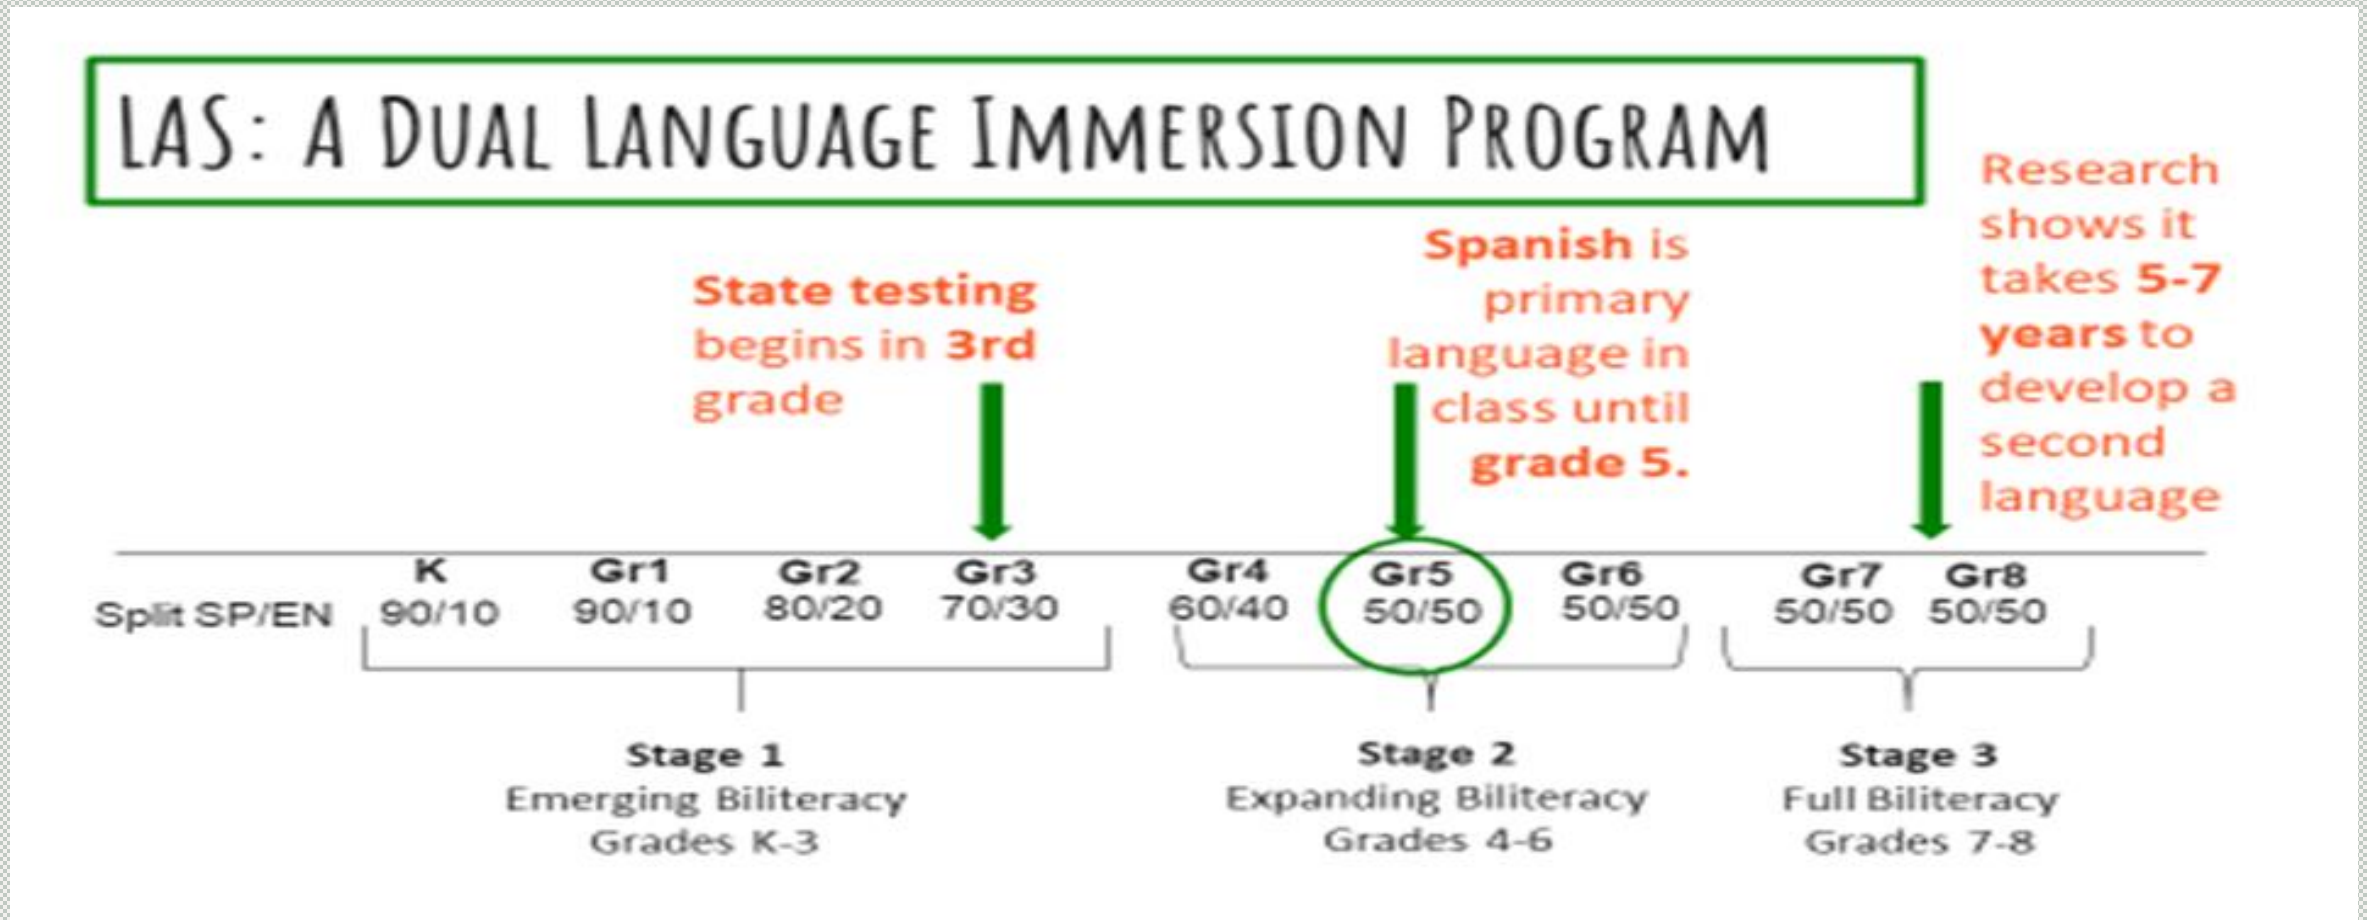 LAS: A Dual Language Immersion Program
State testing
begins in 3rd
grade
Spanish is
primary
language in
class until
grade 5.
Research
shows it
takes 5-7
years to
develop a
second
language
K Gr1 Gr2 Gr3 Gr4 Gr5 Gr6 Gr7 Gr8
Split SP/EN 90/10 90/10 80/20 70/30 60/40 50/50 50/50 50/50 50/50
Stage 1
Emerging Biliteracy
Grades K-3
Stage 2
Expanding Biliteracy
Grades 4-6
Stage 3
Full Biliteracy
Grades 7-8